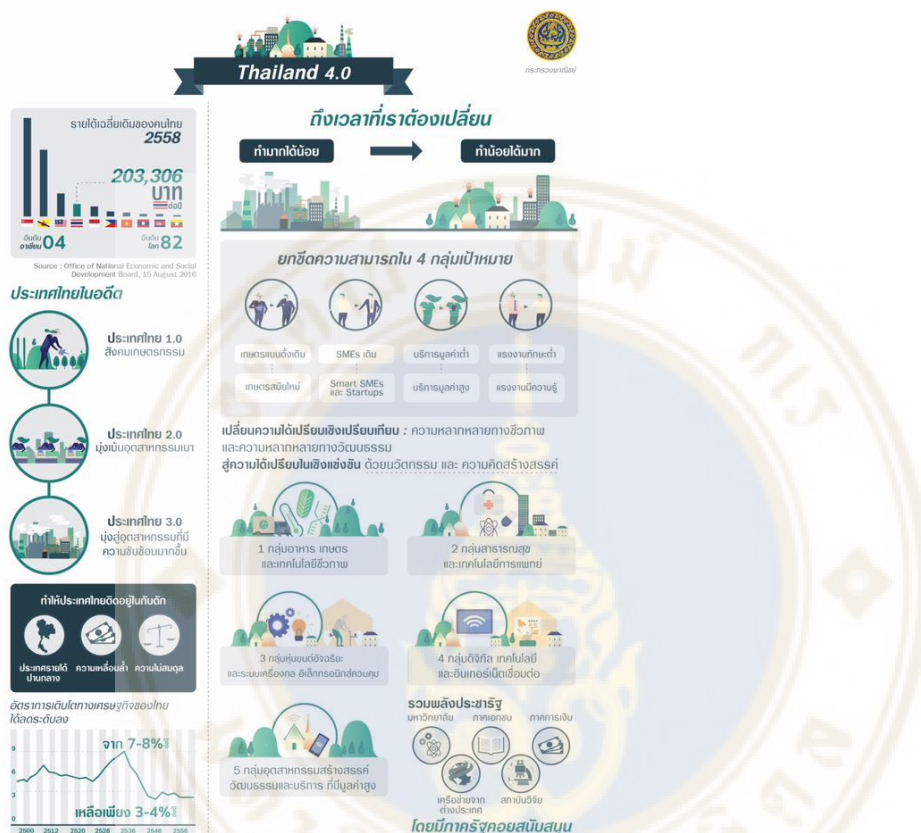 Thailand 4.0
กระทรวงพาณิชย์
รายได้เฉลี่ยเดิมของคนไทย
2558
203,306
บาท
ต่อปี
อันดับ
อาเซียน 04
อันดับ
โลก 82
Source : Office of National Economic and Social
Development Board, 15 August 2016
ประเทศไทยในอดีต
ประเทศไทย 1.0
สังคมเกษตรกรรม
ประเทศไทย 2.0
มุ่งเน้นอุตสาหกรรมเบา
ประเทศไทย 3.0
มุ่งสู่อุตสาหกรรมที่มี
ความซับซ้อนมากขึ้น
ทำให้ประเทศไทยติดอยู่ในกับดัก
ประเทศรายได้
ปานกลาง
ความเหลื่อมล้ำ
ความไม่สมดุล
อัตราการเติบโตทางเศรษฐกิจของไทย
ได้ลดระดับลง
จาก 7-8%
เหลือเพียง 3-4%
9
6
3
0
2500 2512 2520 2528 2536 2546 2556
ถึงเวลาที่เราต้องเปลี่ยน
ทำมากได้น้อย
ทำน้อยได้มาก
ยกขีดความสามารถใน 4 กลุ่มเป้าหมาย
เกษตรแบบดั้งเดิม
SMEs เดิม
บริการมูลค่าต่ำ
แรงงานทักษะต่ำ
เกษตรสมัยใหม่
Smart SMEs
และ Startups
บริการมูลค่าสูง
แรงงานมีความรู้
เปลี่ยนความได้เปรียบเชิงเปรียบเทียบ : ความหลากหลายทางชีวภาพ
และความหลากหลายทางวัฒนธรรม
สู่ความได้เปรียบในเชิงแข่งขัน ด้วยนวัตกรรม และ ความคิดสร้างสรรค์
1 กลุ่มอาหาร เกษตร
และเทคโนโลยีชีวภาพ
2 กลุ่มสาธารณสุข
และเทคโนโลยีการแพทย์
3 กลุ่มหุ่นยนต์อัจฉริยะ
และระบบเครื่องกล อิเล็กทรอนิกส์ควบคุม
4 กลุ่มดิจิทัล เทคโนโลยี
และอินเทอร์เน็ตเชื่อมต่อ
5 กลุ่มอุตสาหกรรมสร้างสรรค์
วัฒนธรรมและบริการ ที่มีมูลค่าสูง
รวมพลังประชารัฐ
มหาวิทยาลัย ภาคเอกชน ภาคการเงิน
เครือข่ายจาก
ต่างประเทศ
สถาบันวิจัย
โดยมีภาครัฐคอยสนับสนุน